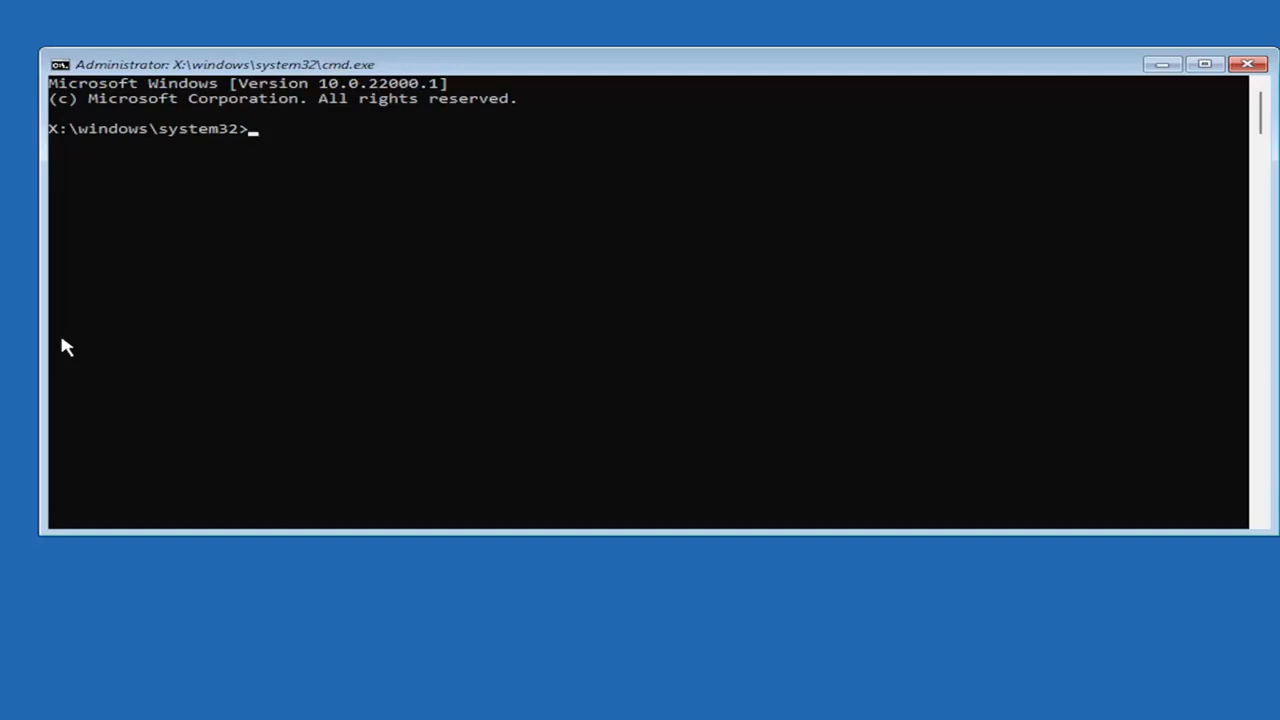 Administrator: X:\windows\system32\cmd.exe
Microsoft Windows [Version 10.0.22000.1]
(c) Microsoft Corporation. All rights reserved.
X:\windows\system32>